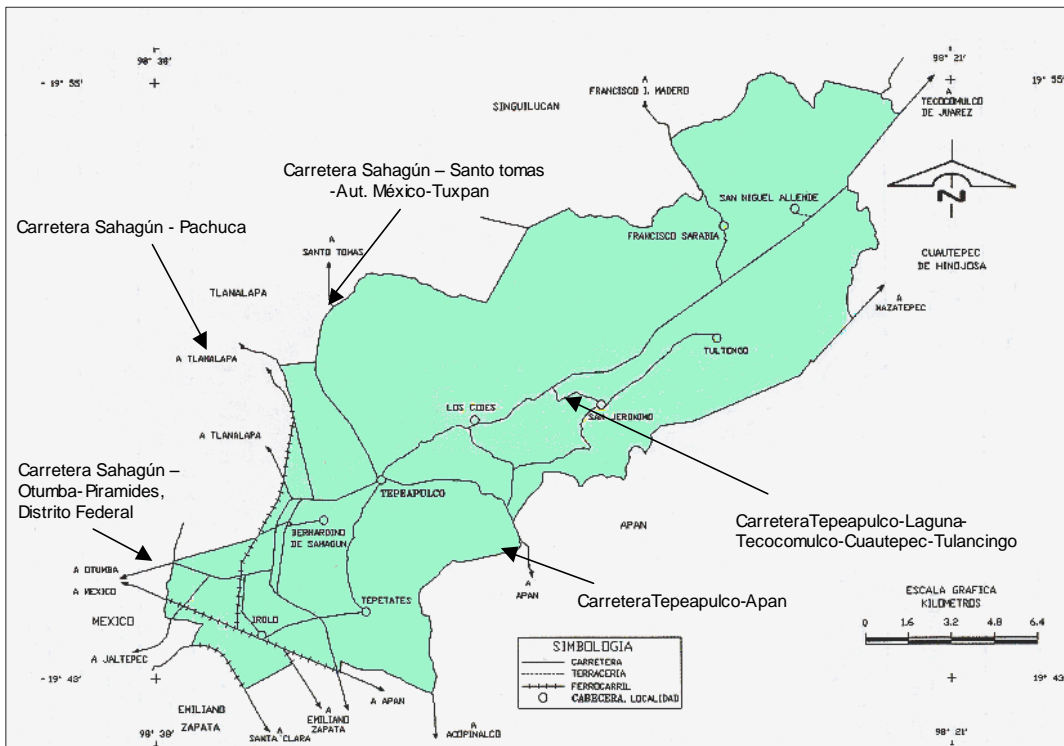 98° 38'
98° 21'
19° 55'
19° 55'
A
FRANCISCO I. MADERO
A
TECOCOMULCO
DE JUAREZ
SINGUILUCAN
N
Carretera Sahagún – Santo tomas
-Aut. México-Tuxpan
SAN MIGUEL ALLENDE
Carretera Sahagún - Pachuca
FRANCISCO SARABIA
A
SANTO TOMAS
CUAUTEPEC
DE HINOJOSA
TLANALAPA
A
MAZATEPEC
A TLANALAPA
TULTENGO
LOS CIDES
SAN JERONOMO
A TLANALAPA
Carretera Sahagún –
Otumba-Piramides,
Distrito Federal
TEPEAPULCO
BERNARDINO
DE SAHAGUN
APAN
CarreteraTepeapulco-Laguna-
Tecocomulco-Cuautepec-Tulancingo
A OTUMBA
A MEXICO
A
APAN
CarreteraTepeapulco-Apan
ESCALA GRAFICA
KILOMETROS
0 1.6 3.2 4.8 6.4
TEPETATES
MEXICO
IROLO
A JALTEPEC
SIMBOLOGIA
CARRETERA
TERRACERIA
FERROCARRIL
CABECERA, LOCALIDAD
19° 43'
19° 43'
A APAN
EMILIANO
ZAPATA
A
SANTA CLARA
A
EMILIANO
ZAPATA
A
ACOPINALCO
98° 38'
98° 21'